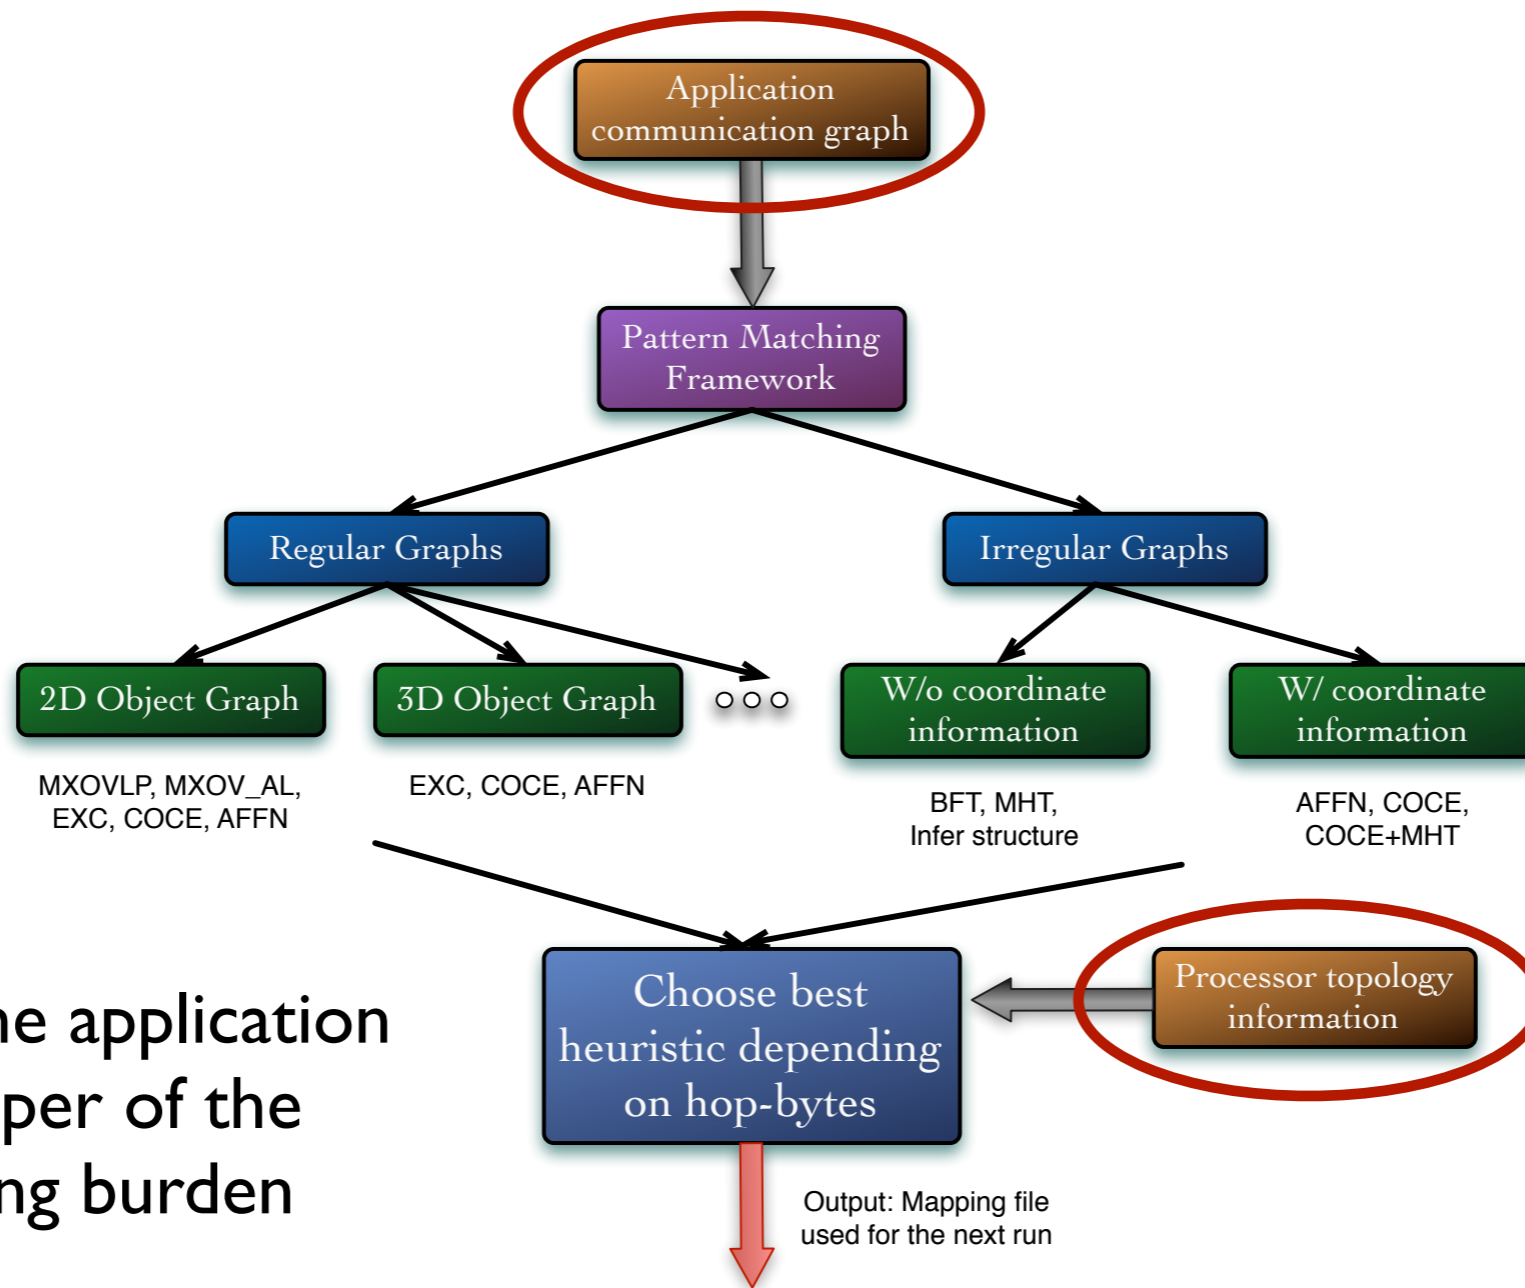 Application
communication graph
Pattern Matching
Framework
Regular Graphs
Irregular Graphs
2D Object Graph
3D Object Graph
W/o coordinate
information
W/ coordinate
information
MXOVLP, MXOV_AL,
EXC, COCE, AFFN
EXC, COCE, AFFN
BFT, MHT,
Infer structure
AFFN, COCE,
COCE+MHT
Choose best
heuristic depending
on hop-bytes
Processor topology
information
application
of the
burden
Output: Mapping file
used for the next run